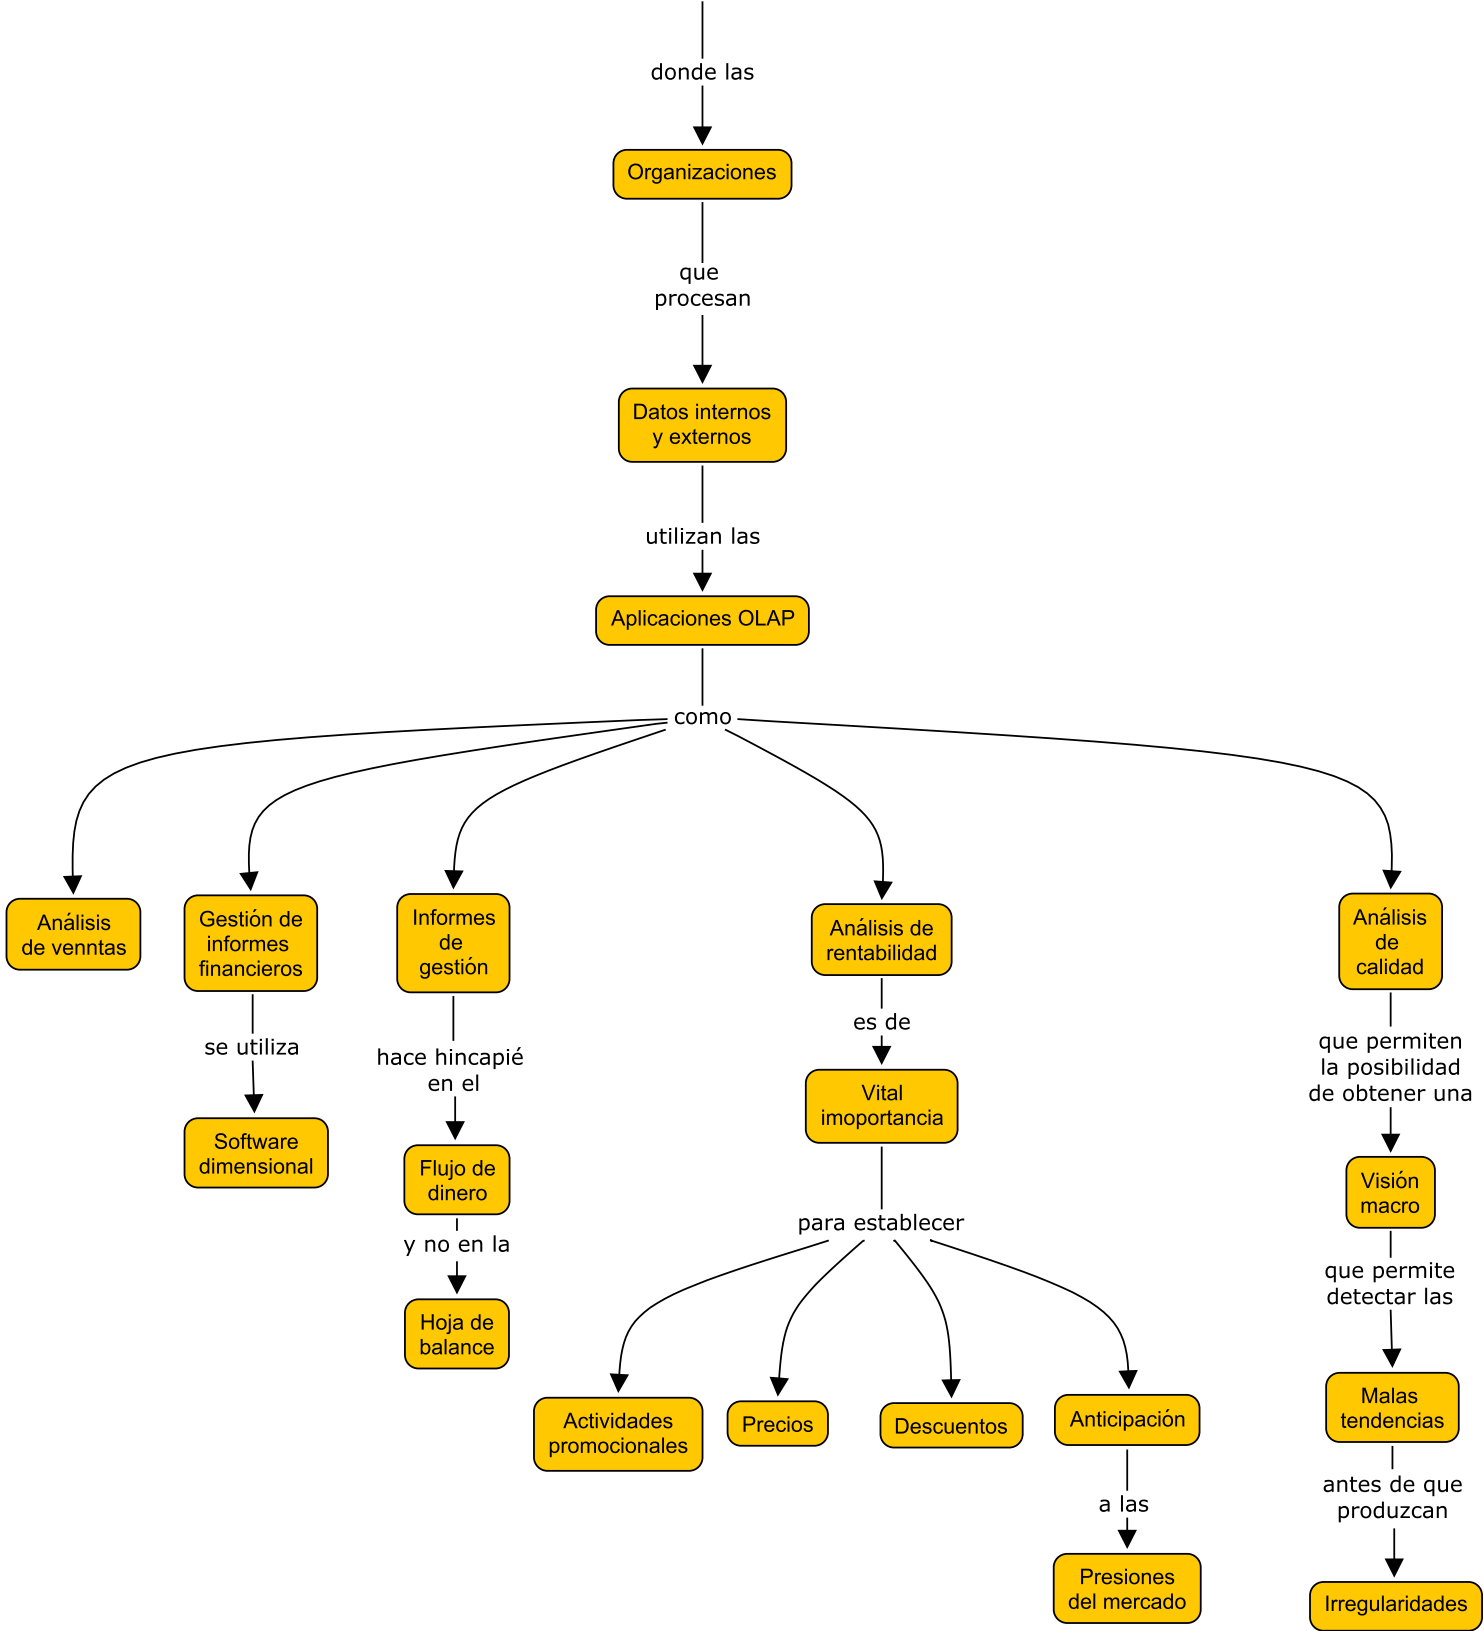 donde las
Organizaciones
que
procesan
Datos internos
y externos
utilizan las
Aplicaciones OLAP
como
Análisis
de venntas
Gestión de
informes
financieros
se utiliza
Software
dimensional
Informes
de
gestión
hace hincapié
en el
Flujo de
dinero
y no en la
Hoja de
balance
Análisis de
rentabilidad
es de
Vital
imoportancia
para establecer
Actividades
promocionales
Precios
Descuentos
Anticipación
a las
Presiones
del mercado
Análisis
de
calidad
que permiten
la posibilidad
de obtener una
Visión
macro
que permite
detectar las
Malas
tendencias
antes de que
produzcan
Irregularidades